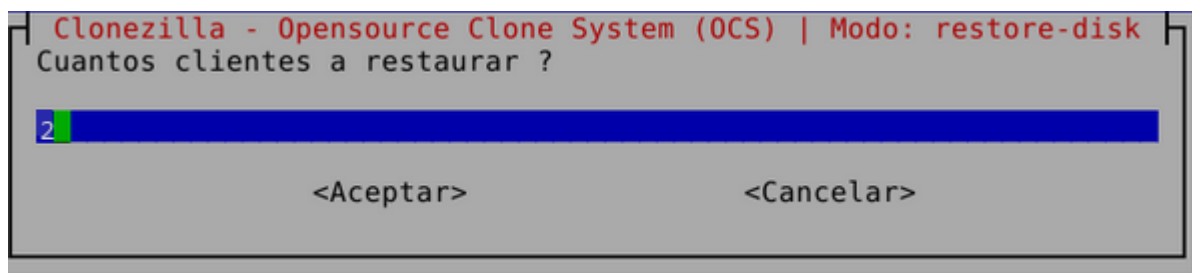 Clonezilla - Opensource Clone System (OCS) | Modo: restore-disk
Cuantos clientes a restaurar ?
2
<Aceptar> <Cancelar>